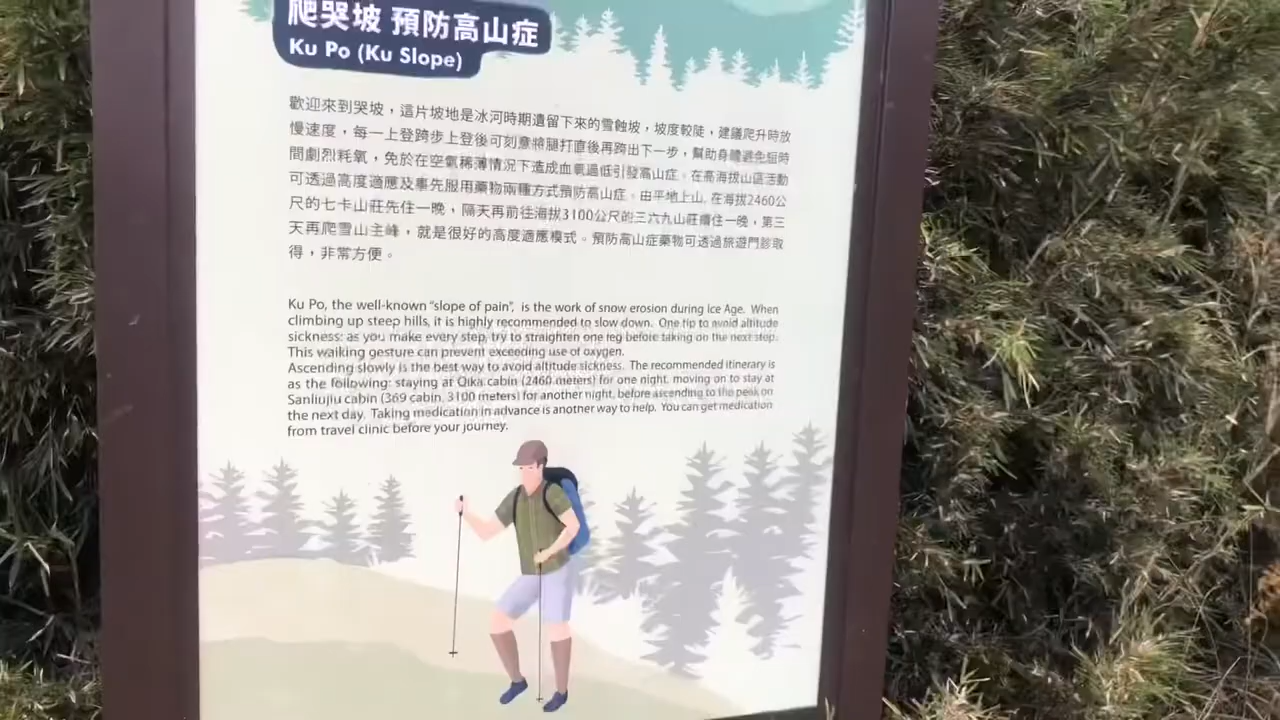 爬哭坡 預防高山症
Ku Po (Ku Slope)
歡迎來到哭坡，這片坡地是冰河時期遺留下來的雪蝕坡，坡度較陡，建議爬升時放
慢速度，每一上登跨步上登後可刻意將腿打直後再跨出下一步，幫助身體避免短時
間劇烈耗氧，免於在空氣稀薄情況下造成血氧過低引發高山症。在高海拔山區活動
可透過高度適應及事先服用藥物兩種方式預防高山症。由平地上山, 在海拔2460公
尺的七卡山莊先住一晚，隔天再前往海拔3100公尺的三六九山莊續住一晚，第三
天再爬雪山主峰，就是很好的高度適應模式。預防高山症藥物可透過旅遊門診取
得，非常方便。
Ku Po, the well-known “slope of pain”, is the work of snow erosion during Ice Age. When
climbing up steep hills, it is highly recommended to slow down. One tip to avoid altitude
sickness: as you make every step, try to straighten one leg before taking on the next step.
This walking gesture can prevent exceeding use of oxygen.
Ascending slowly is the best way to avoid altitude sickness. The recommended itinerary is
as the following: staying at Qika cabin (2460 meters) for one night, moving on to stay at
Sanliujiu cabin (369 cabin, 3100 meters) for another night, before ascending to the peak on
the next day. Taking medication in advance is another way to help. You can get medication
from travel clinic before your journey.